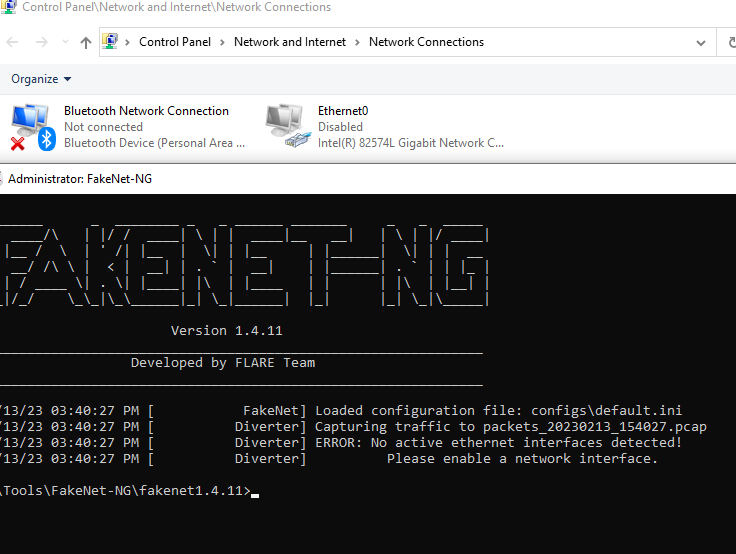 Control Panel\Network and Internet\Network Connections
Control Panel > Network and Internet > Network Connections
Organize
Bluetooth Network Connection
Not connected
Bluetooth Device (Personal Area ...
Ethernet0
Disabled
Intel(R) 82574L Gigabit Network C...
Administrator: FakeNet-NG
FAKENET-NG
Version 1.4.11
Developed by FLARE Team
/13/23 03:40:27 PM [ FakeNet] Loaded configuration file: configs\default.ini
/13/23 03:40:27 PM [ Diverter] Capturing traffic to packets_20230213_154027.pcap
/13/23 03:40:27 PM [ Diverter] ERROR: No active ethernet interfaces detected!
/13/23 03:40:27 PM [ Diverter] Please enable a network interface.
\Tools\FakeNet-NG\fakenet1.4.11>